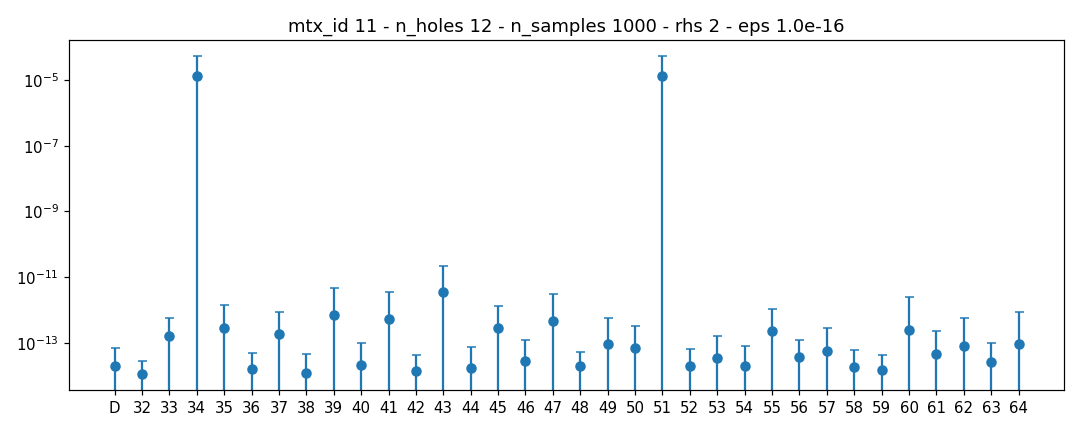 mtx_id 11 - n_holes 12 - n_samples 1000 - rhs 2 - eps 1.0e-16
10⁻⁵
10⁻⁷
10⁻⁹
10⁻¹¹
10⁻¹³
D 32 33 34 35 36 37 38 39 40 41 42 43 44 45 46 47 48 49 50 51 52 53 54 55 56 57 58 59 60 61 62 63 64